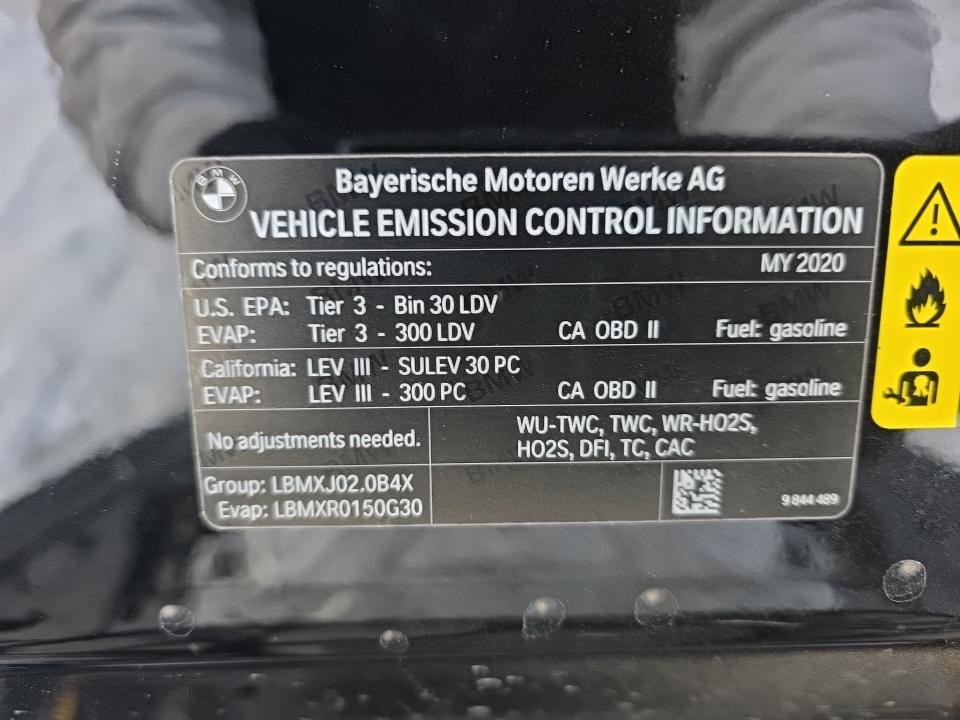 BMW
Bayerische Motoren Werke AG
VEHICLE EMISSION CONTROL INFORMATION
Conforms to regulations: MY 2020
U.S. EPA: Tier 3 - Bin 30 LDV
EVAP: Tier 3 - 300 LDV CA OBD II Fuel: gasoline
California: LEV III - SULEV 30 PC
EVAP: LEV III - 300 PC CA OBD II Fuel: gasoline
No adjustments needed.
WU-TWC, TWC, WR-HO2S,
HO2S, DFI, TC, CAC
Group: LBMXJ02.0B4X
Evap: LBMXR0150G30
9 844 489